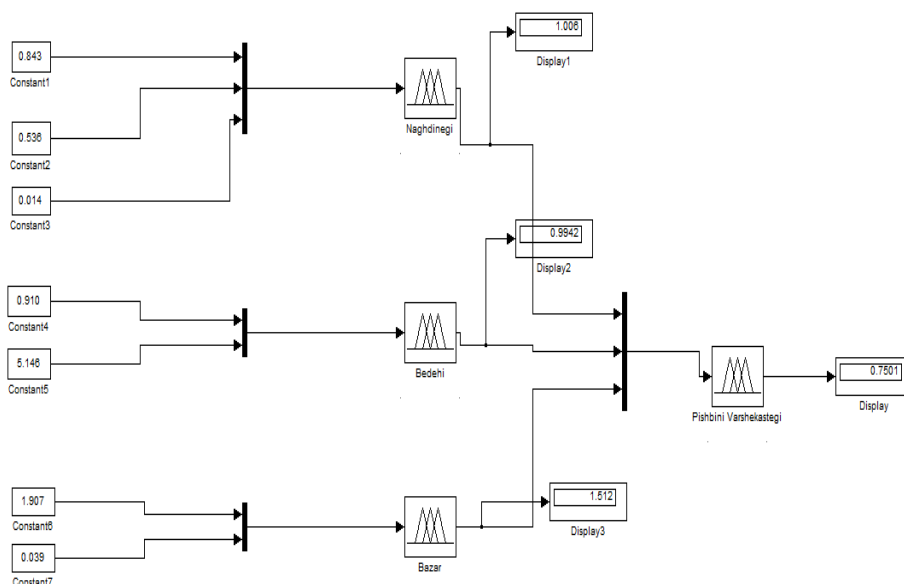 1.006
Display1
0.843
Constant1
Naghdinegi
0.536
Constant2
0.014
Constant3
0.9942
Display2
0.910
Constant4
Bedehi
5.146
Constant5
0.7501
Display
Pishbini Varshekastegi
1.907
Constant6
1.512
Display3
Bazar
0.039
Constant7